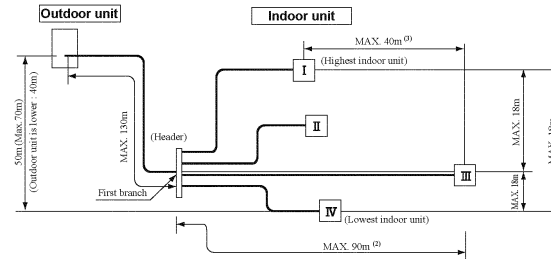 Outdoor unit
Indoor unit
MAX. 40m (3)
I
(Highest indoor unit)
50m (Max. 70m)
(Outdoor unit is lower : 40m)
MAX. 130m
(Header)
II
MAX. 18m
III
First branch
MAX. 18m
IV
(Lowest indoor unit)
MAX. 90m (2)